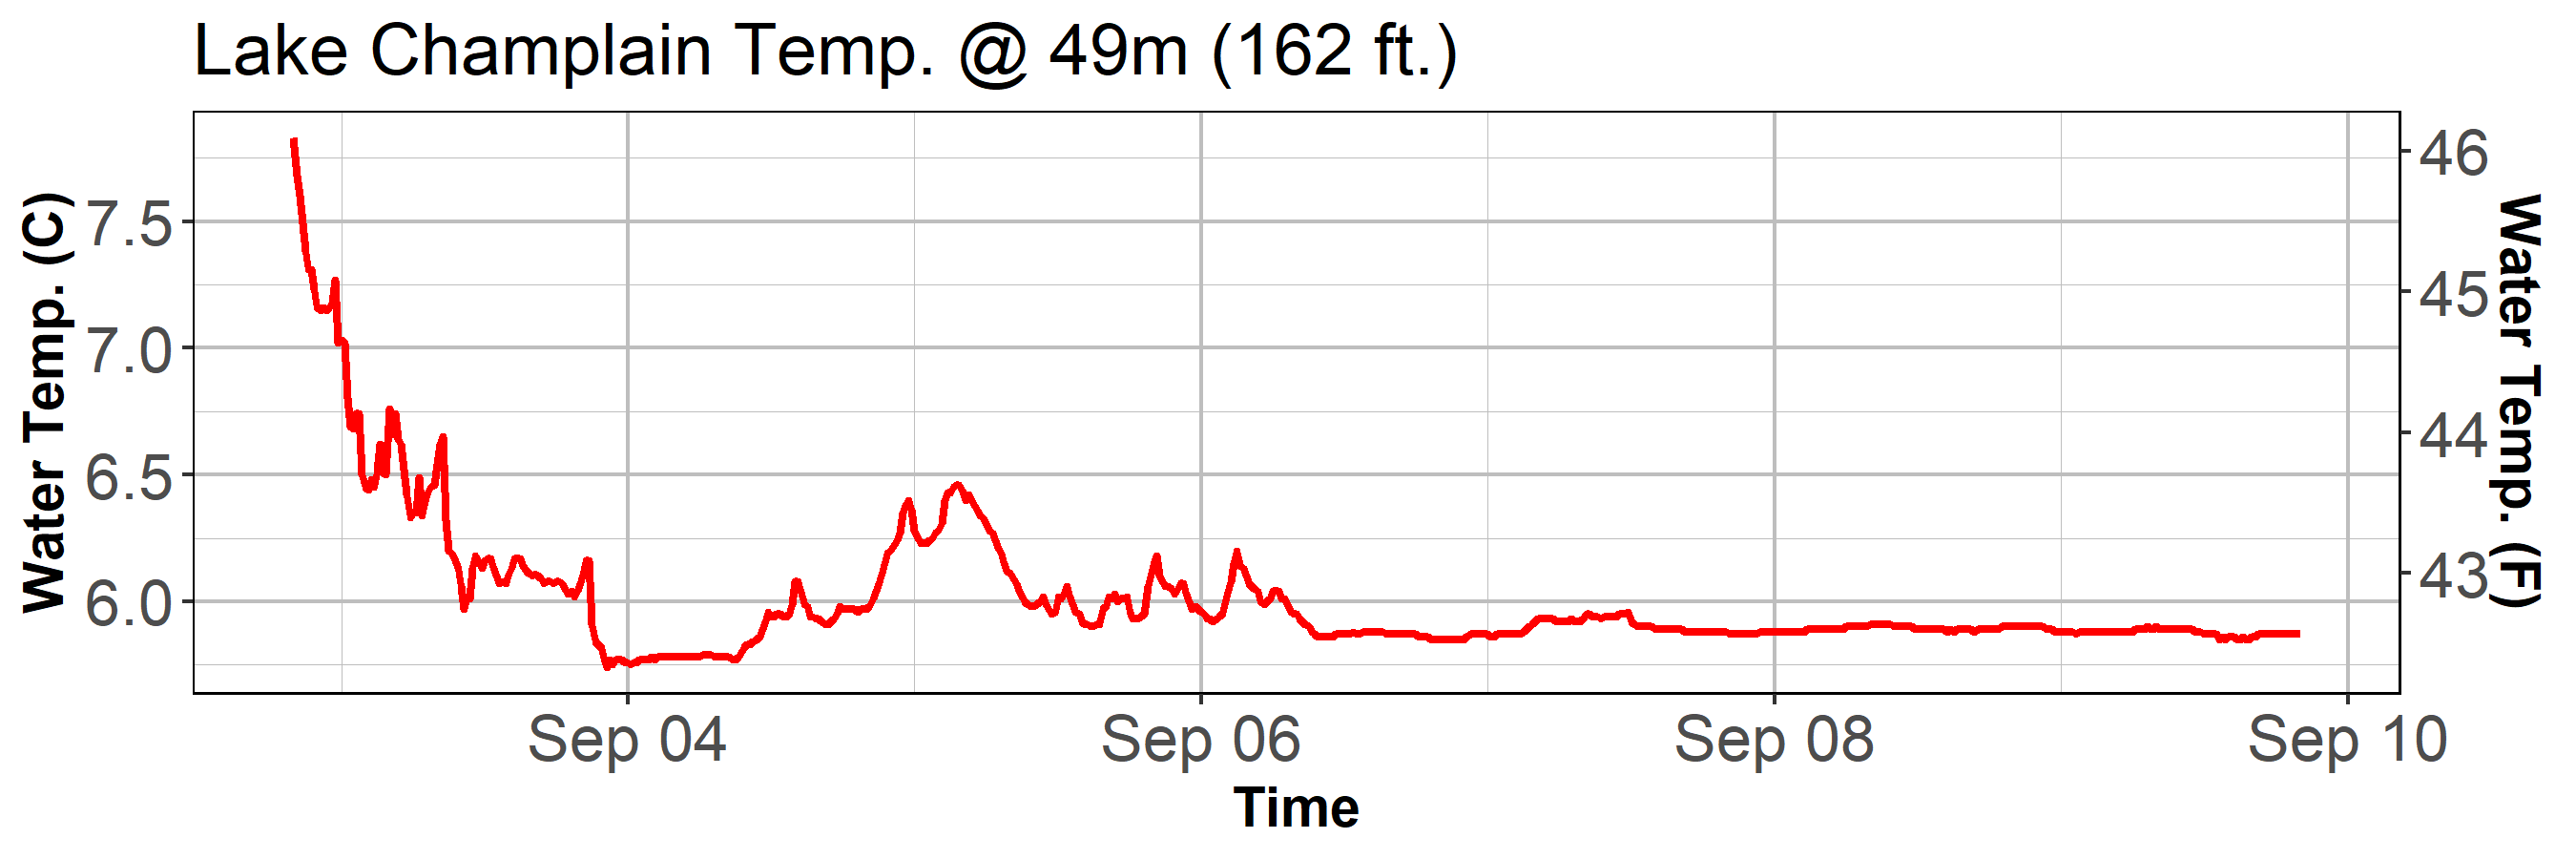 Lake Champlain Temp. @ 49m (162 ft.)
Water Temp. (C)
7.5
7.0
6.5
6.0
46
45
44
43
Water Temp. (F)
Sep 04
Sep 06
Sep 08
Sep 10
Time